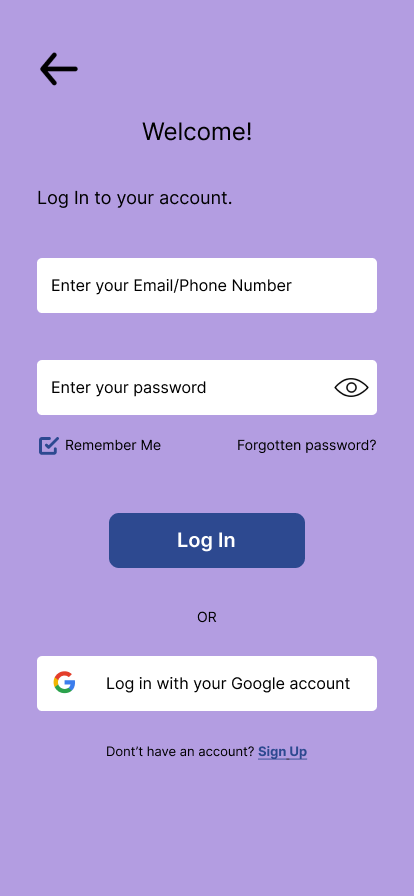 Welcome!
Log In to your account.
Enter your Email/Phone Number
Enter your password
Remember Me
Forgotten password?
Log In
OR
Log in with your Google account
Dont't have an account? Sign Up